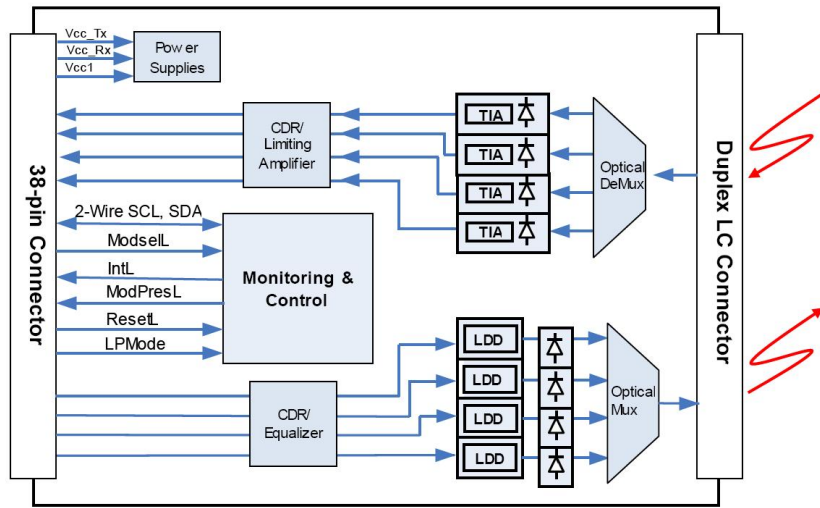 Vcc_Tx
Vcc_Rx
Vcc1
Power
Supplies
38-pin Connector
CDR/
Limiting
Amplifier
TIA
TIA
TIA
TIA
Optical
DeMux
Duplex LC Connector
2-Wire SCL, SDA
ModselL
IntL
ModPresL
ResetL
LPMode
Monitoring &
Control
CDR/
Equalizer
LDD
LDD
LDD
LDD
Optical
Mux